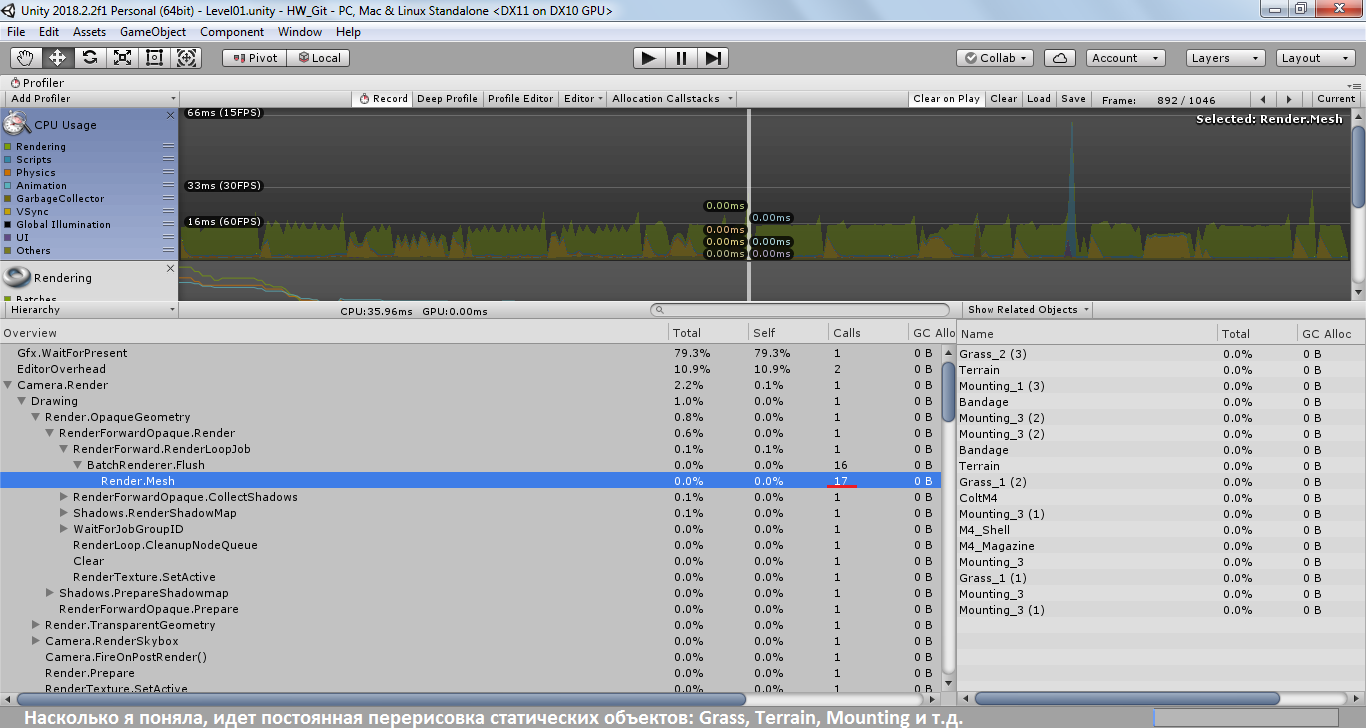 Unity 2018.2.2f1 Personal (64bit) - Level01.unity - HW_Git - PC, Mac & Linux Standalone <DX11 on DX10 GPU>
File Edit Assets GameObject Component Window Help
Pivot Local Collab Account Layers Layout
Profiler
Add Profiler Record Deep Profile Profile Editor Editor Allocation Callstacks Clear on Play Clear Load Save Frame: 892 / 1046 Current
CPU Usage
Rendering
Scripts
Physics
Animation
GarbageCollector
VSync
Global Illumination
UI
Others
66ms (15FPS)
33ms (30FPS)
16ms (60FPS)
Selected: Render.Mesh
0.00ms
0.00ms
0.00ms
0.00ms 0.00ms
0.00ms 0.00ms
Rendering
Batches
Hierarchy CPU:35.96ms GPU:0.00ms Show Related Objects
Overview Total Self Calls GC Allo
Gfx.WaitForPresent 79.3% 79.3% 1 0 B
EditorOverhead 10.9% 10.9% 2 0 B
Camera.Render 2.2% 0.1% 1 0 B
Drawing 1.0% 0.0% 1 0 B
Render.OpaqueGeometry 0.8% 0.0% 1 0 B
RenderForwardOpaque.Render 0.6% 0.0% 1 0 B
RenderForward.RenderLoopJob 0.1% 0.1% 1 0 B
BatchRenderer.Flush 0.0% 0.0% 16 0 B
Render.Mesh 0.0% 0.0% 17 0 B
RenderForwardOpaque.CollectShadows 0.1% 0.0% 1 0 B
Shadows.RenderShadowMap 0.1% 0.0% 1 0 B
WaitForJobGroupID 0.0% 0.0% 1 0 B
RenderLoop.CleanupNodeQueue 0.0% 0.0% 1 0 B
Clear 0.0% 0.0% 1 0 B
RenderTexture.SetActive 0.0% 0.0% 1 0 B
Shadows.PrepareShadowmap 0.0% 0.0% 1 0 B
RenderForwardOpaque.Prepare 0.0% 0.0% 1 0 B
Render.TransparentGeometry 0.0% 0.0% 1 0 B
Camera.RenderSkybox 0.0% 0.0% 1 0 B
Camera.FireOnPostRender() 0.0% 0.0% 1 0 B
Render.Prepare 0.0% 0.0% 1 0 B
RenderTexture.SetActive 0.0% 0.0% 1 0 B
Name Total GC Alloc
Grass_2 (3) 0.0% 0 B
Terrain 0.0% 0 B
Mounting_1 (3) 0.0% 0 B
Bandage 0.0% 0 B
Mounting_3 (2) 0.0% 0 B
Mounting_3 (2) 0.0% 0 B
Bandage 0.0% 0 B
Terrain 0.0% 0 B
Grass_1 (2) 0.0% 0 B
ColtM4 0.0% 0 B
Mounting_3 (1) 0.0% 0 B
M4_Shell 0.0% 0 B
M4_Magazine 0.0% 0 B
Mounting_3 0.0% 0 B
Grass_1 (1) 0.0% 0 B
Mounting_3 0.0% 0 B
Mounting_3 (1) 0.0% 0 B
Насколько я поняла, идет постоянная перерисовка статических объектов: Grass, Terrain, Mounting и т.д.